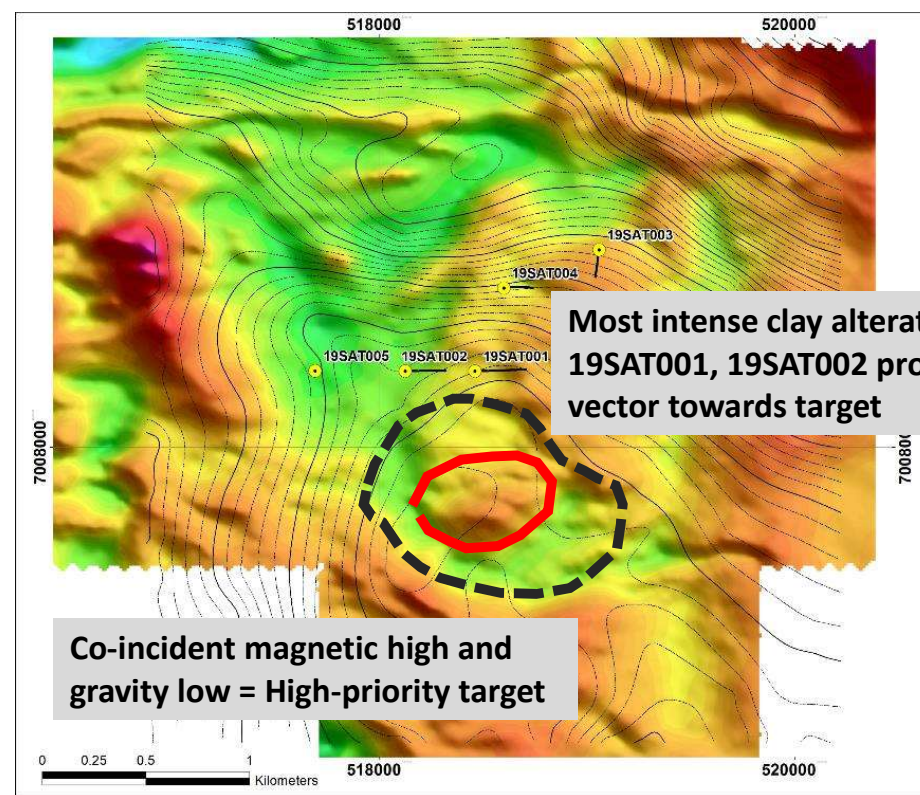 518000
520000
19SAT003
19SAT004
Most intense clay alterat
19SAT001, 19SAT002 pro
vector towards target
19SAT005
19SAT002
19SAT001
7008000
7008
Co-incident magnetic high and
gravity low = High-priority target
0 0.25 0.5 1
Kilometers
518000
520000